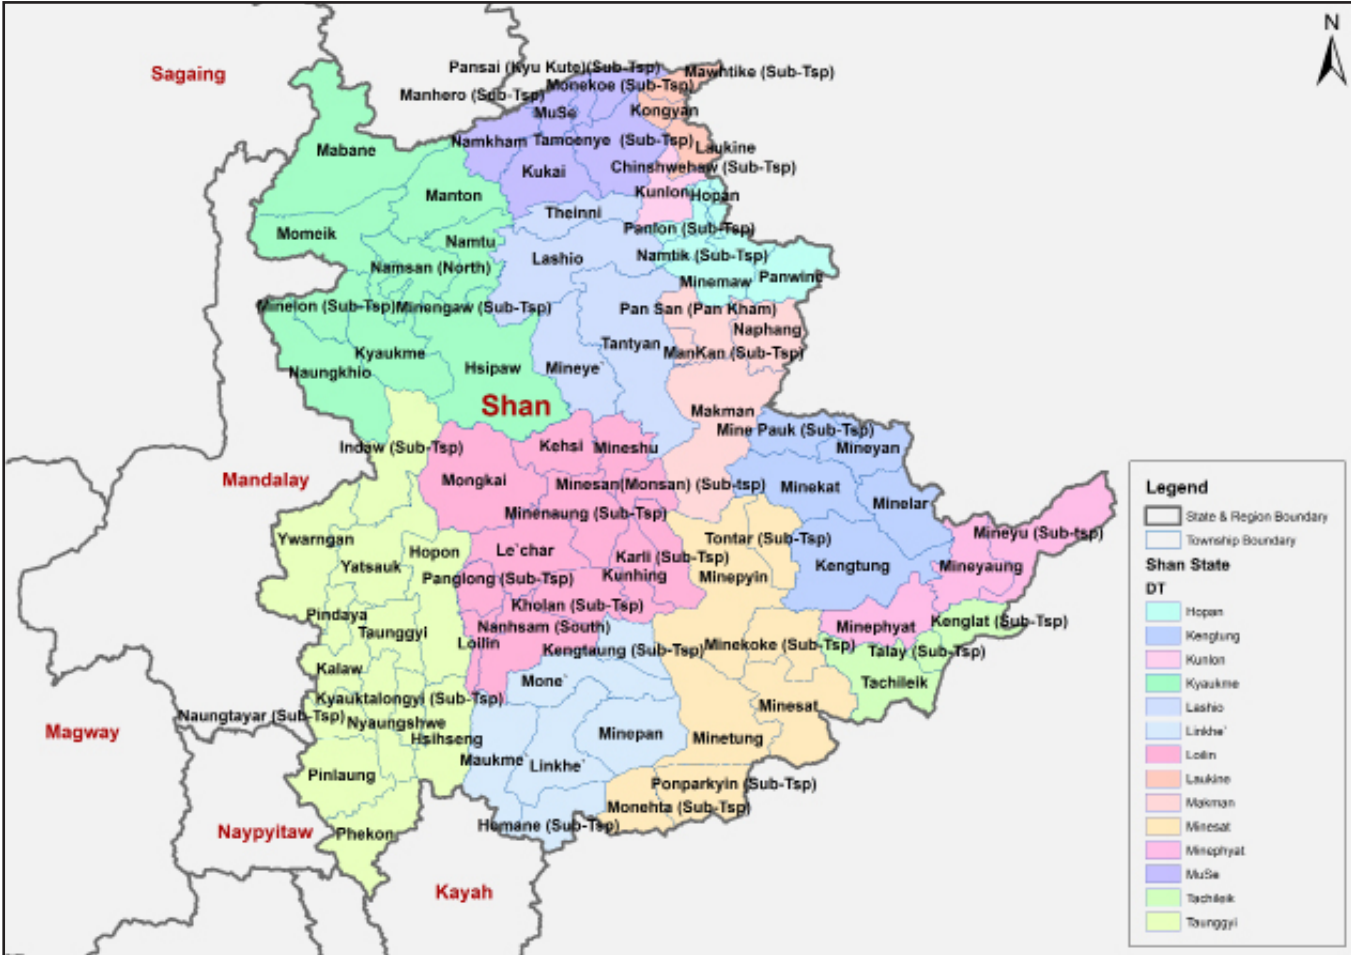 N
Sagaing
Pansai (Kyu Kute)(Sub-Tsp)
Mawhtike (Sub-Tsp)
Monekoe (Sub-Tsp)
Manhero (Sub-Tsp)
MuSe
Kongyan
Mabane
Namkham
Tamoenye (Sub-Tsp)
Laukine
Kukai
Chinshwehaw (Sub-Tsp)
Manton
Kunlon
Hopan
Theinni
Momeik
Namtu
Panlon (Sub-Tsp)
Lashio
Namtik (Sub-Tsp)
Namsan (North)
Minemaw
Panwine
Minelon (Sub-Tsp)
Minengaw (Sub-Tsp)
Pan San (Pan Kham)
Naphang
Tantyan
Kyaukme
ManKan (Sub-Tsp)
Naungkhio
Hsipaw
Mineye`
Shan
Makman
Mine Pauk (Sub-Tsp)
Indaw (Sub-Tsp)
Kehsi
Mineshu
Mineyan
Mandalay
Mongkai
Minesan(Monsan) (Sub-tsp)
Minekat
Minelar
Minenaung (Sub-Tsp)
Mineyu (Sub-tsp)
Ywarngan
Hopon
Le`char
Tontar (Sub-Tsp)
Yatsauk
Karli (Sub-Tsp)
Kengtung
Mineyaung
Panglong (Sub-Tsp)
Kunhing
Minepyin
Pindaya
Kholan (Sub-Tsp)
Taunggyi
Nanhsam (South)
Minephyat
Kenglat (Sub-Tsp)
Loilin
Kengtaung (Sub-Tsp)
Minekoke (Sub-Tsp)
Talay (Sub-Tsp)
Kalaw
Mone`
Tachileik
Kyauktalongyi (Sub-Tsp)
Naungtayar (Sub-Tsp)
Nyaungshwe
Minesat
Magway
Hsihseng
Minepan
Minetung
Maukme`
Linkhe`
Pinlaung
Ponparkyin (Sub-Tsp)
Monehta (Sub-Tsp)
Naypyitaw
Phekon
Homane (Sub-Tsp)
Kayah
Legend
State & Region Boundary
Township Boundary
Shan State
DT
Hopan
Kengtung
Kunlon
Kyaukme
Lashio
Linkhe`
Loilin
Laukine
Makman
Minesat
Minephyat
MuSe
Tachileik
Taunggyi